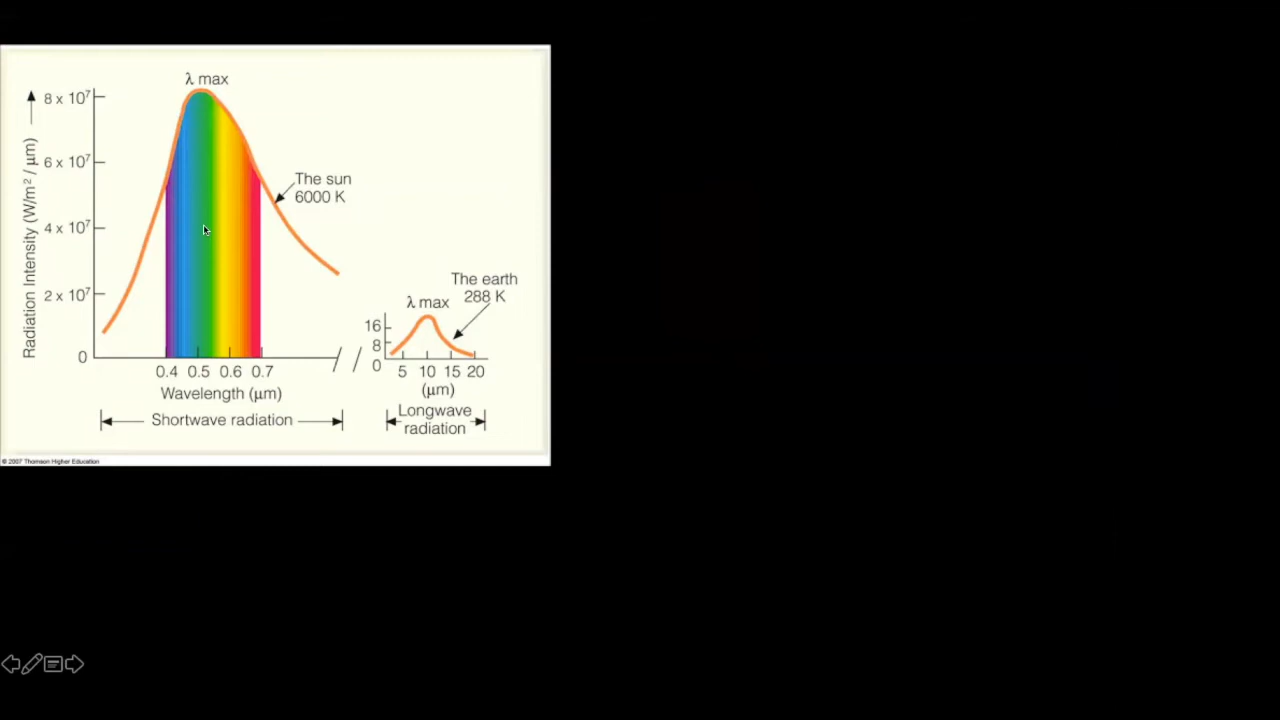 λ max
8 x 10⁷
6 x 10⁷
4 x 10⁷
2 x 10⁷
0
Radiation Intensity (W/m² / μm)
The sun
6000 K
0.4 0.5 0.6 0.7
Wavelength (μm)
Shortwave radiation
The earth
288 K
λ max
16
8
0
5 10 15 20
(μm)
Longwave
radiation
© 2007 Thomson Higher Education